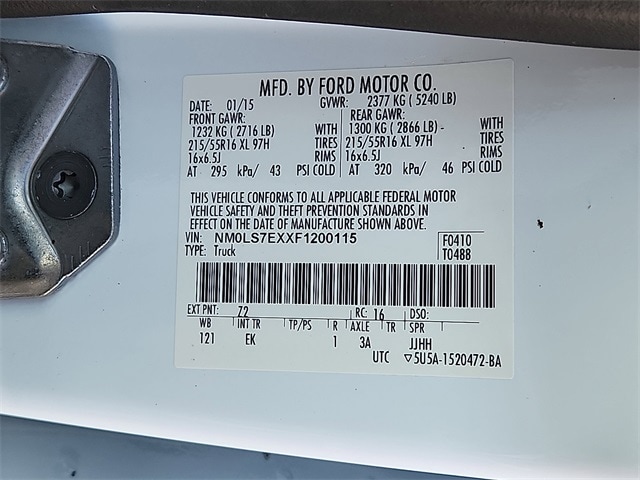 MFD. BY FORD MOTOR CO.
DATE: 01/15 GVWR: 2377 KG ( 5240 LB)
FRONT GAWR: REAR GAWR:
1232 KG ( 2716 LB) WITH 1300 KG ( 2866 LB) - WITH
215/55R16 XL 97H TIRES 215/55R16 XL 97H TIRES
16x6.5J RIMS 16x6.5J RIMS
AT 295 kPa/ 43 PSI COLD AT 320 kPa/ 46 PSI COLD
THIS VEHICLE CONFORMS TO ALL APPLICABLE FEDERAL MOTOR
VEHICLE SAFETY AND THEFT PREVENTION STANDARDS IN
EFFECT ON THE DATE OF MANUFACTURE SHOWN ABOVE.
VIN: NM0LS7EXXF1200115 F0410
TYPE: Truck T0488
EXT PNT: Z2 RC: 16 DSO:
WB INT TR TP/PS R AXLE TR SPR
121 EK 1 3A JJHH
UTC ▽5U5A-1520472-BA